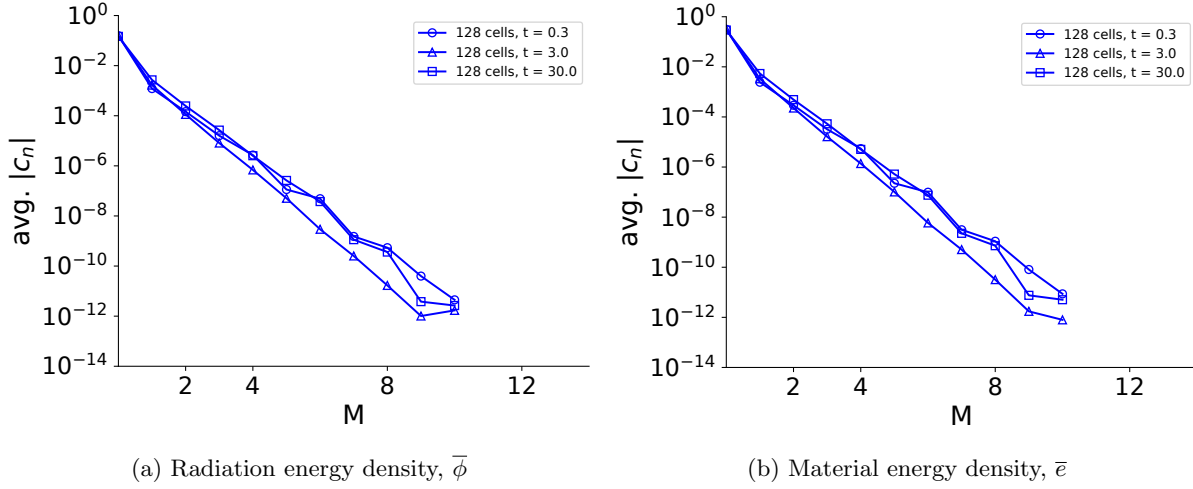 10^0
10^{-2}
10^{-4}
10^{-6}
10^{-8}
10^{-10}
10^{-12}
10^{-14}
avg. |c_n|
2 4 8 12
M
128 cells, t = 0.3
128 cells, t = 3.0
128 cells, t = 30.0
(a) Radiation energy density, \overline{\phi}
10^0
10^{-2}
10^{-4}
10^{-6}
10^{-8}
10^{-10}
10^{-12}
10^{-14}
avg. |c_n|
2 4 8 12
M
128 cells, t = 0.3
128 cells, t = 3.0
128 cells, t = 30.0
(b) Material energy density, \overline{e}